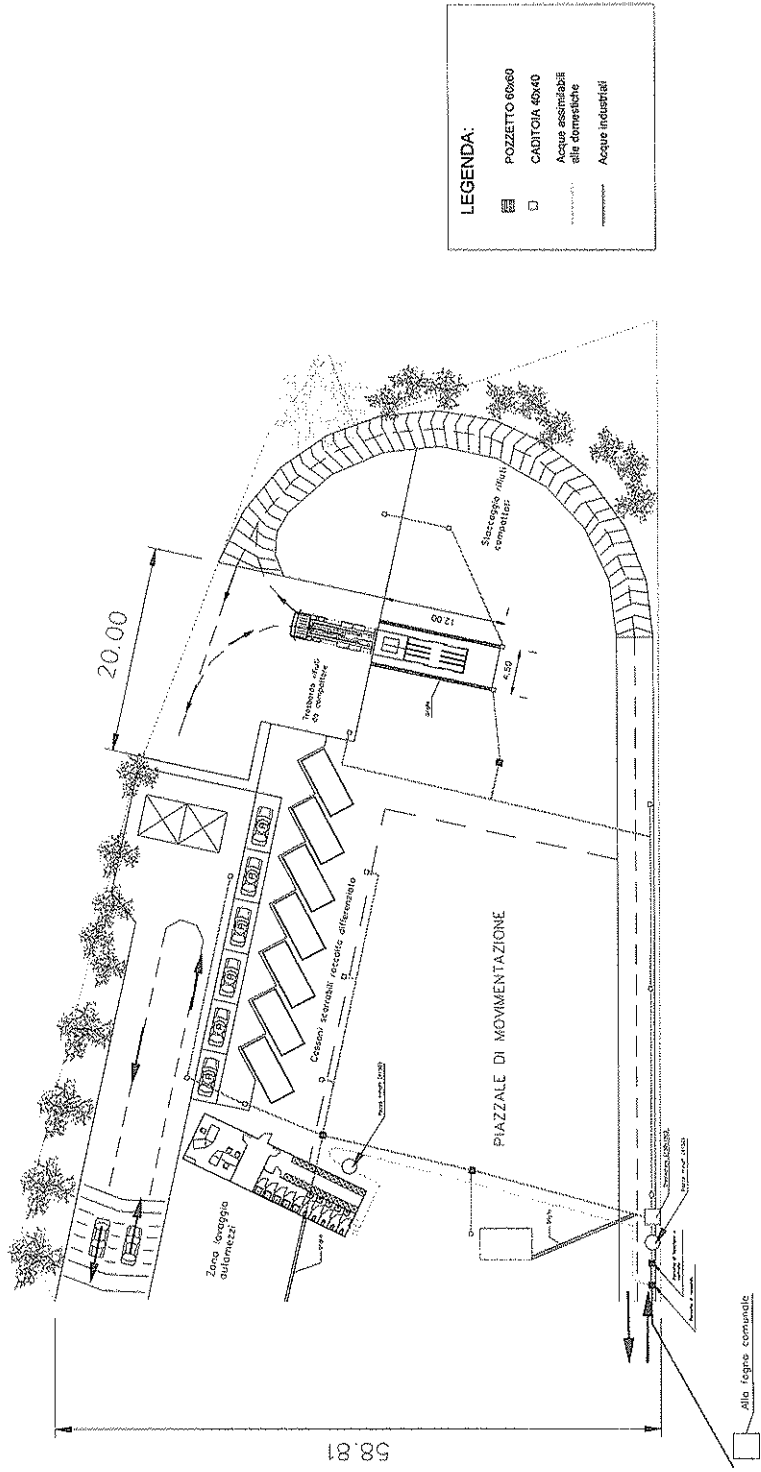 LEGENDA:
POZZETTO 60x60
CADITOIA 40x40
Acque assimilabili
alle domestiche
Acque industriali
20.00
58.81
Zona lavaggio
automezzi
Cassoni scarrabili raccolta differenziata
Trasbordo rifiuti
da compattare
12.00
4.50
Stoccaggio rifiuti
compattati
PIAZZALE DI MOVIMENTAZIONE
Alla fogna comunale